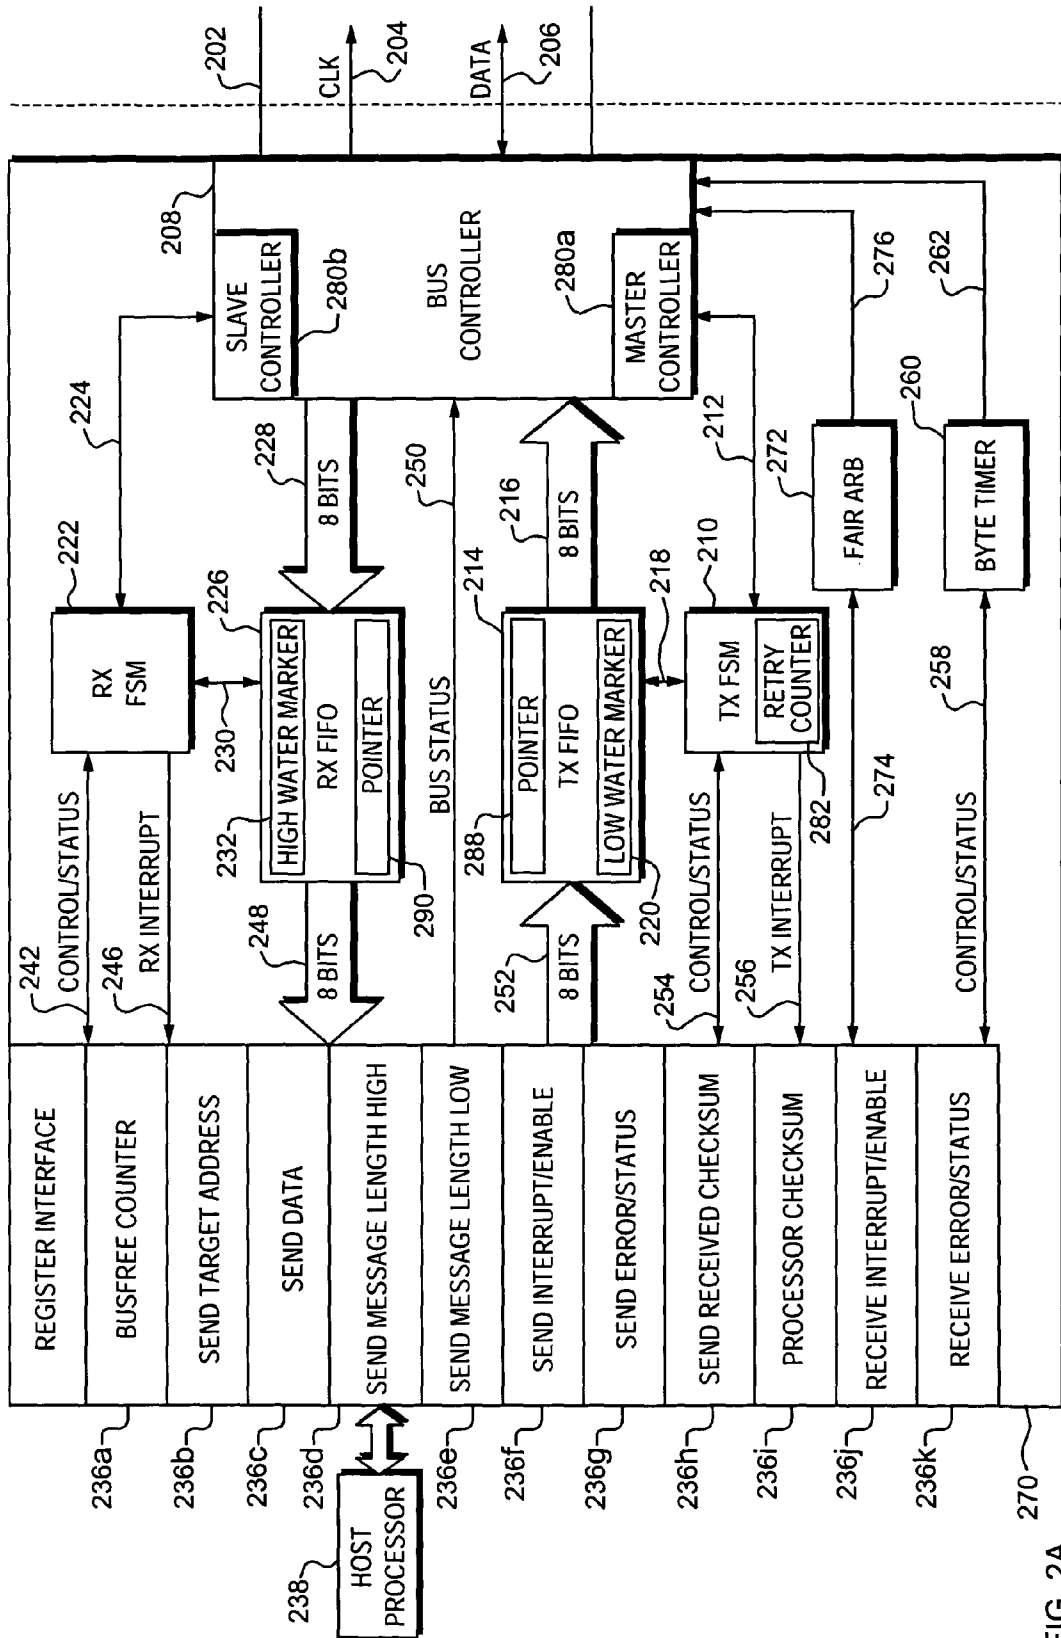 202
CLK
204
DATA
206
208
SLAVE
CONTROLLER
280b
BUS
CONTROLLER
280a
MASTER
CONTROLLER
224
228
8 BITS
250
216
8 BITS
212
276
262
222
RX
FSM
230
226
HIGH WATER MARKER
RX FIFO
POINTER
232
290
BUS STATUS
214
POINTER
TX FIFO
LOW WATER MARKER
288
220
218
210
TX FSM
RETRY
COUNTER
282
272
FAIR ARB
260
BYTE TIMER
242
CONTROL/STATUS
246
RX INTERRUPT
248
8 BITS
252
8 BITS
254
CONTROL/STATUS
256
TX INTERRUPT
274
258
CONTROL/STATUS
REGISTER INTERFACE
BUSFREE COUNTER
SEND TARGET ADDRESS
SEND DATA
SEND MESSAGE LENGTH HIGH
SEND MESSAGE LENGTH LOW
SEND INTERRUPT/ENABLE
SEND ERROR/STATUS
SEND RECEIVED CHECKSUM
PROCESSOR CHECKSUM
RECEIVE INTERRUPT/ENABLE
RECEIVE ERROR/STATUS
236a
236b
236c
236d
236e
236f
236g
236h
236i
236j
236k
270
238
HOST
PROCESSOR
FIG. 2A